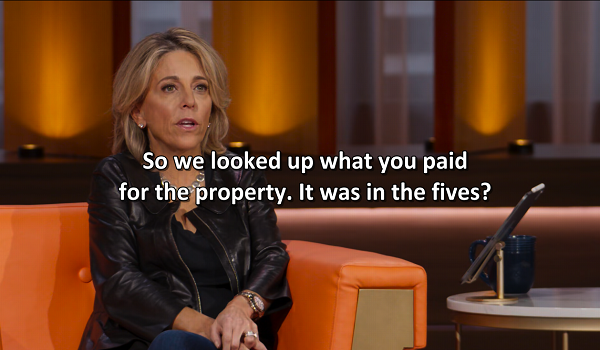 So we looked up what you paid
for the property. It was in the fives?